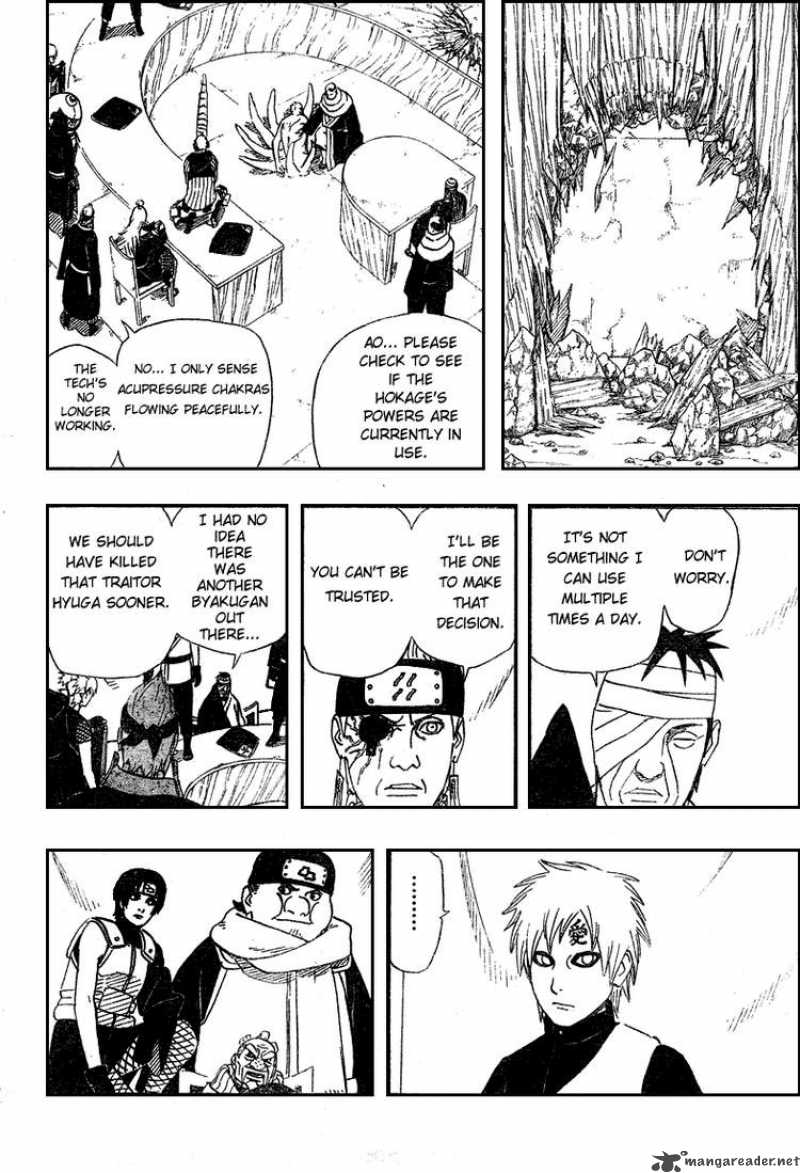 AO... PLEASE
CHECK TO SEE
IF THE
HOKAGE'S
POWERS ARE
CURRENTLY IN
USE.
NO... I ONLY SENSE
ACUPRESSURE CHAKRAS
FLOWING PEACEFULLY.
THE
TECH'S
NO
LONGER
WORKING.
DON'T
WORRY.
IT'S NOT
SOMETHING I
CAN USE
MULTIPLE
TIMES A DAY.
I'LL BE
THE ONE
TO MAKE
THAT
DECISION.
YOU CAN'T BE
TRUSTED.
I HAD NO
IDEA
THERE
WAS
ANOTHER
BYAKUGAN
OUT
THERE...
WE SHOULD
HAVE KILLED
THAT TRAITOR
HYUGA SOONER.
.........
愛
mangareader.net